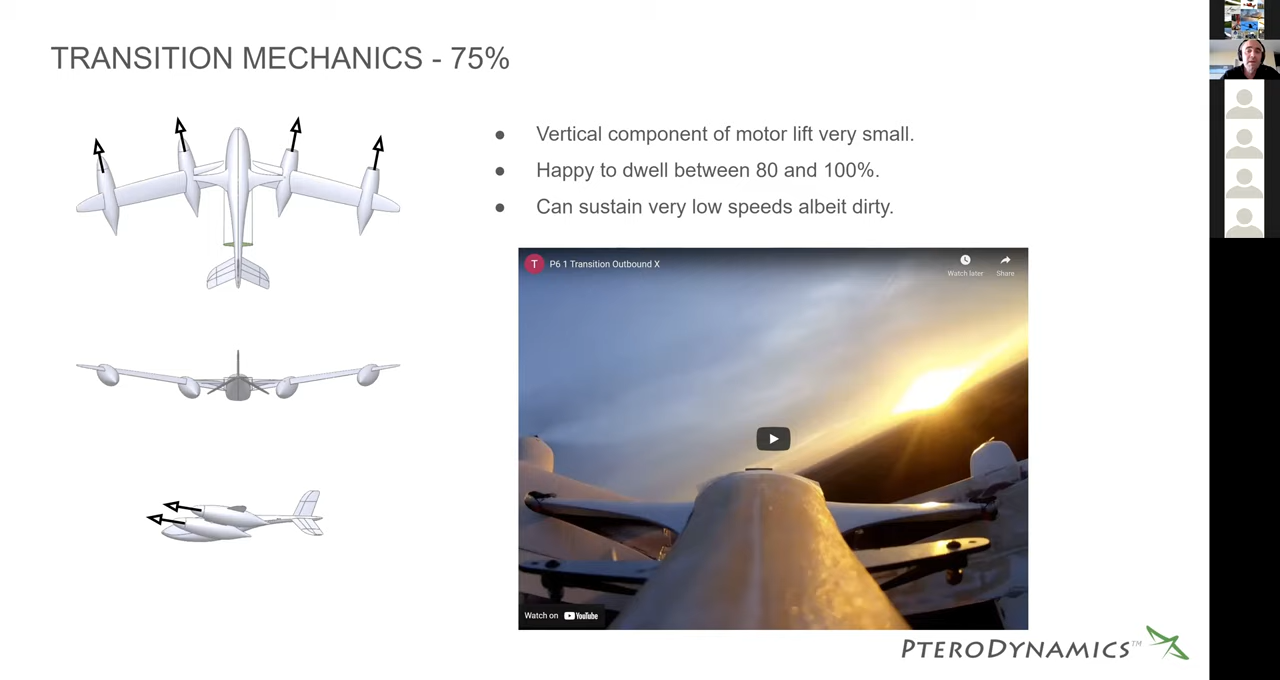 TRANSITION MECHANICS - 75%
● Vertical component of motor lift very small.
● Happy to dwell between 80 and 100%.
● Can sustain very low speeds albeit dirty.
T P6 1 Transition Outbound X
Watch later Share
Watch on YouTube
PTERODYNAMICS™